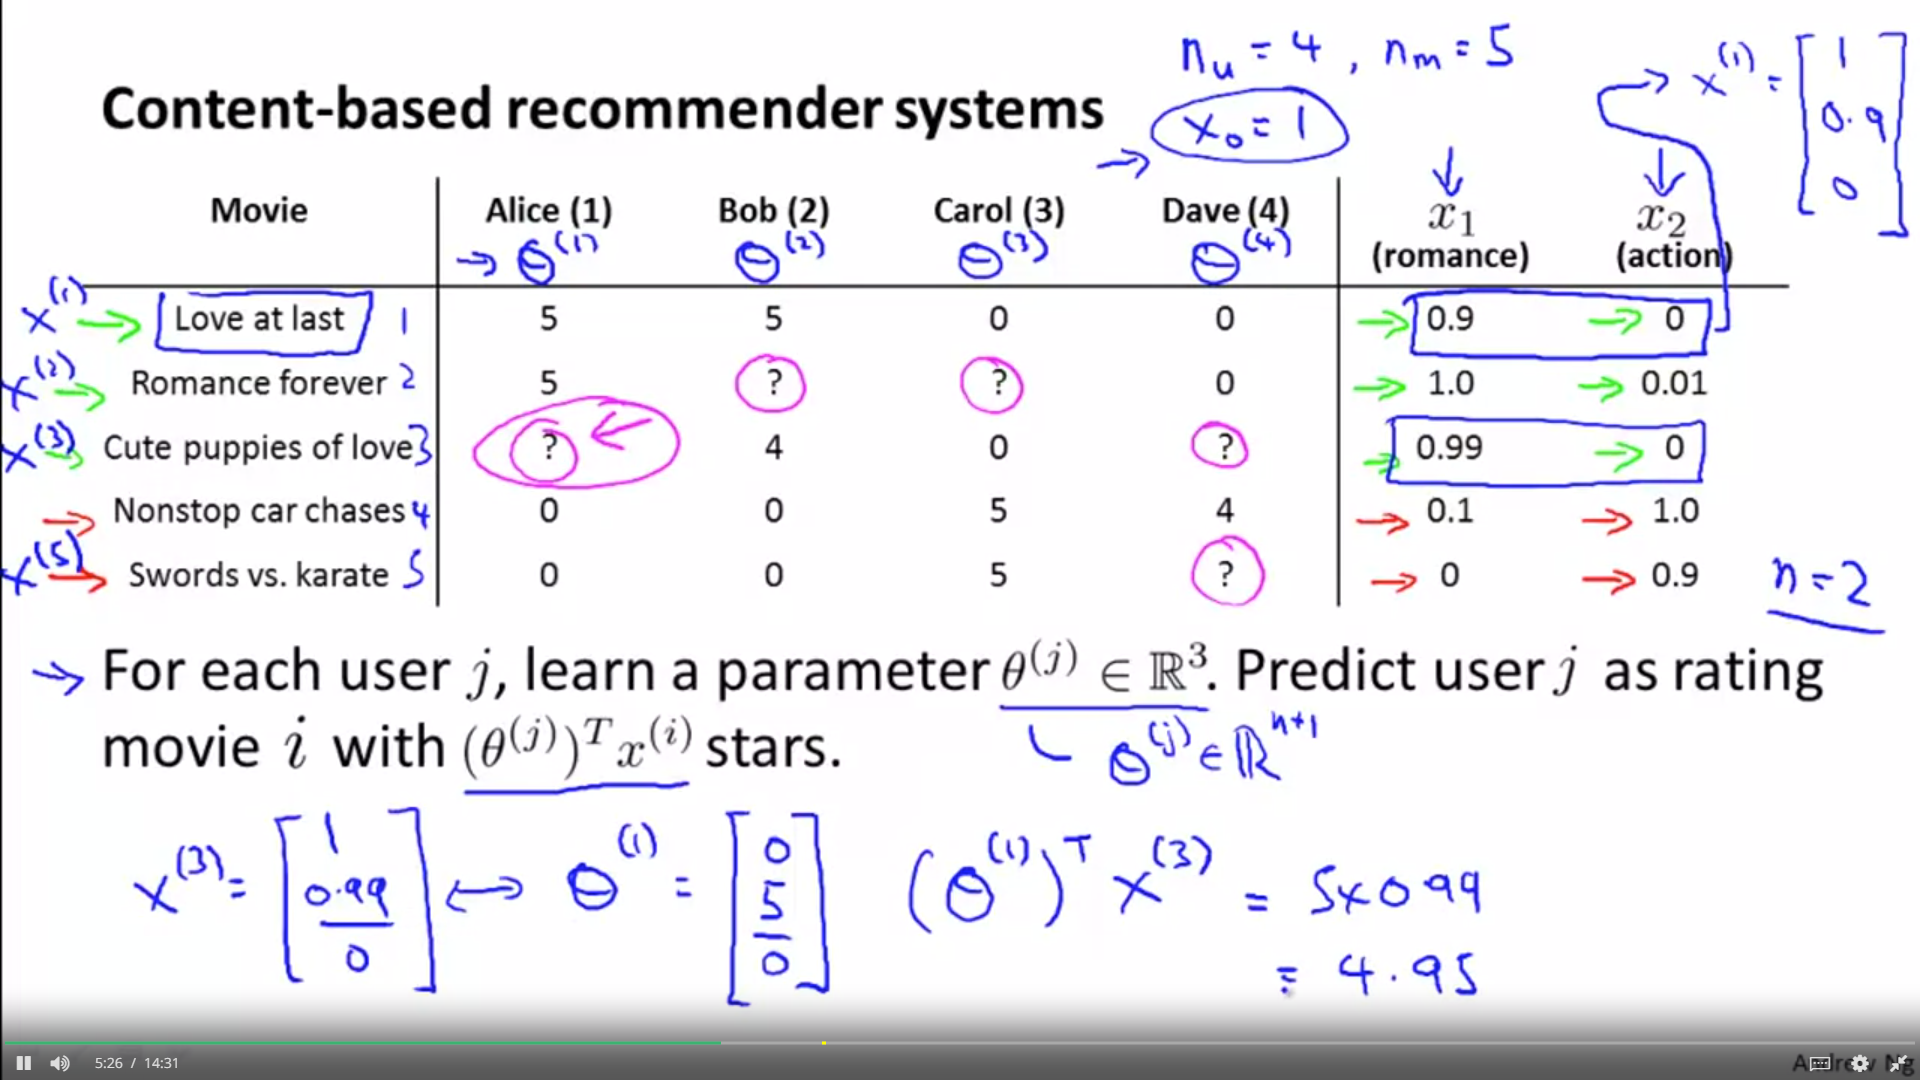 n_u = 4 , n_m = 5
x^(1) = [1 0.9 0]
Content-based recommender systems
→ x_0 = 1
Movie Alice (1) Bob (2) Carol (3) Dave (4) x_1 x_2
(romance) (action)
→ θ^(1) θ^(2) θ^(3) θ^(4)
x^(1) → Love at last 1 5 5 0 0 → 0.9 → 0
x^(2) → Romance forever 2 5 ? ? 0 → 1.0 → 0.01
x^(3) → Cute puppies of love 3 ? 4 0 ? → 0.99 → 0
→ Nonstop car chases 4 0 0 5 4 → 0.1 → 1.0
x^(5) → Swords vs. karate 5 0 0 5 ? → 0 → 0.9
n = 2
→ For each user j, learn a parameter θ^(j) ∈ ℝ^3. Predict user j as rating
movie i with (θ^(j))^T x^(i) stars.
θ^(j) ∈ ℝ^n+1
x^(3) = [1 0.99 0] ↔ θ^(1) = [0 5 0] (θ^(1))^T x^(3) = 5x0.99
= 4.95
5:26 / 14:31
Andrew Ng